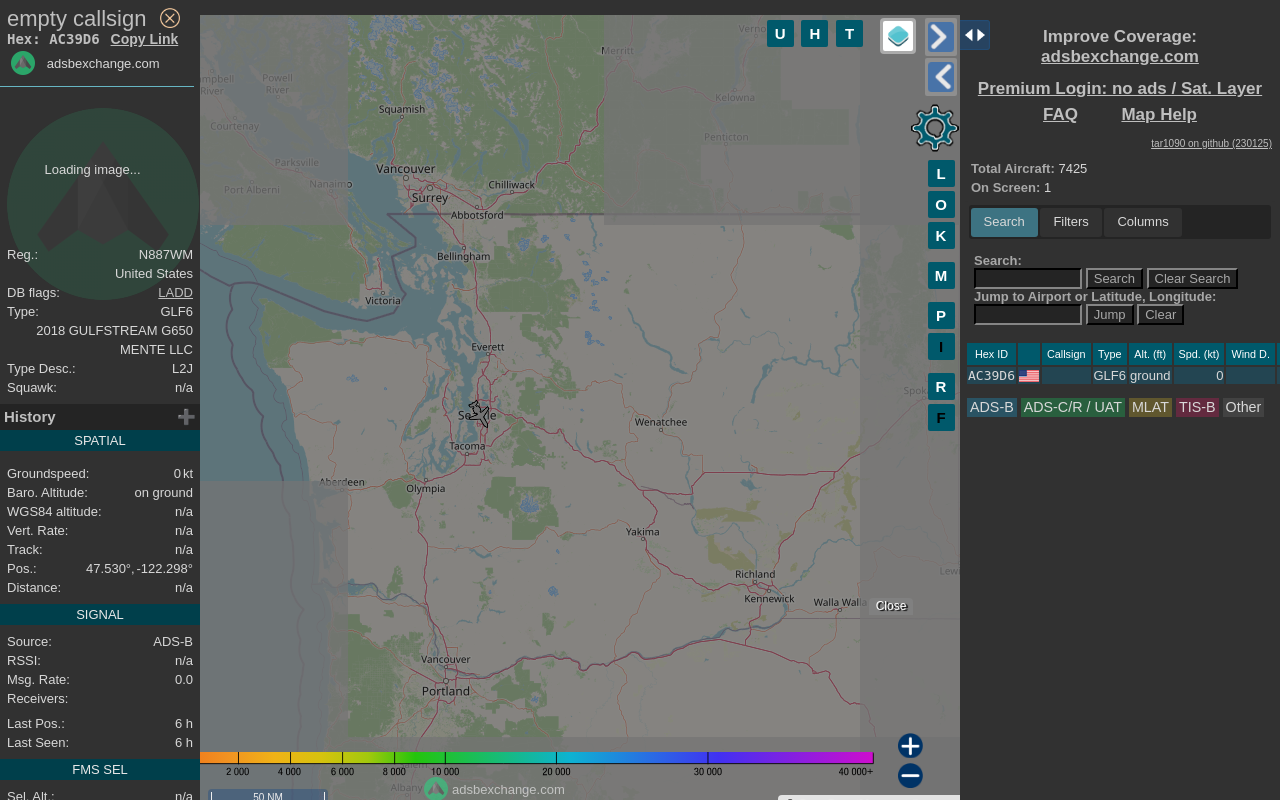 empty callsign
Hex: AC39D6 Copy Link
adsbexchange.com
Loading image...
Reg.: N887WM
United States
DB flags: LADD
Type: GLF6
2018 GULFSTREAM G650
MENTE LLC
Type Desc.: L2J
Squawk: n/a
History
SPATIAL
Groundspeed: 0 kt
Baro. Altitude: on ground
WGS84 altitude: n/a
Vert. Rate: n/a
Track: n/a
Pos.: 47.530°, -122.298°
Distance: n/a
SIGNAL
Source: ADS-B
RSSI: n/a
Msg. Rate: 0.0
Receivers:
Last Pos.: 6 h
Last Seen: 6 h
FMS SEL
Sel. Alt.: n/a
U H T
Merritt
Powell
River
River
Squamish
Kelowna
Courtenay
Penticton
Parksville
Vancouver
Port Alberni
Nanaimo
Surrey
Chilliwack
Abbotsford
Bellingham
Victoria
Everett
Wenatchee
Tacoma
Aberdeen
Olympia
Yakima
Richland
Kennewick
Walla Walla
Close
Vancouver
Portland
L
O
K
M
P
I
R
F
2 000 4 000 6 000 8 000 10 000 20 000 30 000 40 000+
Albany
adsbexchange.com
50 NM
Improve Coverage:
adsbexchange.com
Premium Login: no ads / Sat. Layer
FAQ Map Help
tar1090 on github (230125)
Total Aircraft: 7425
On Screen: 1
Search Filters Columns
Search:
Search Clear Search
Jump to Airport or Latitude, Longitude:
Jump Clear
Hex ID Callsign Type Alt. (ft) Spd. (kt) Wind D.
AC39D6 GLF6 ground 0
ADS-B ADS-C/R / UAT MLAT TIS-B Other